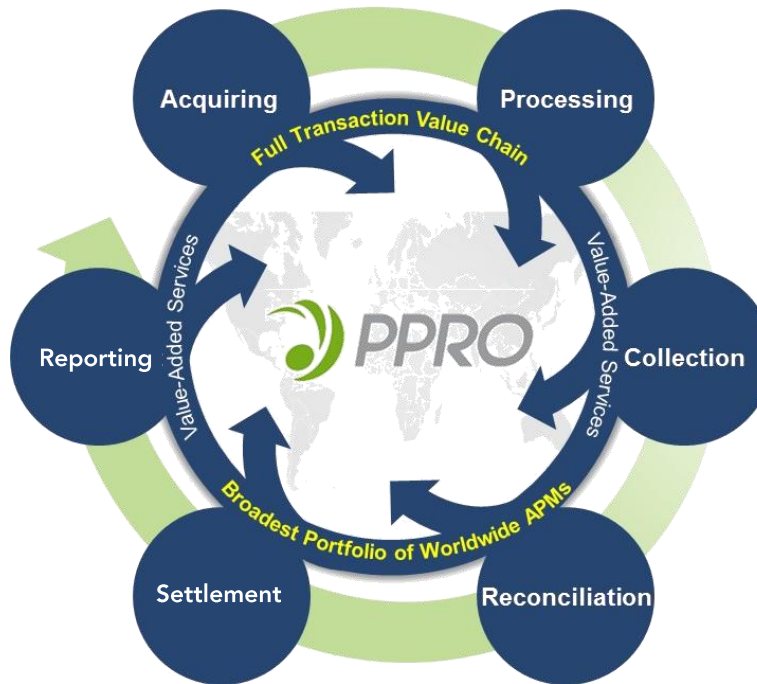 Acquiring
Processing
Full Transaction Value Chain
Value-Added Services
Value-Added Services
PPRO
Reporting
Collection
Broadest Portfolio of Worldwide APMs
Settlement
Reconciliation